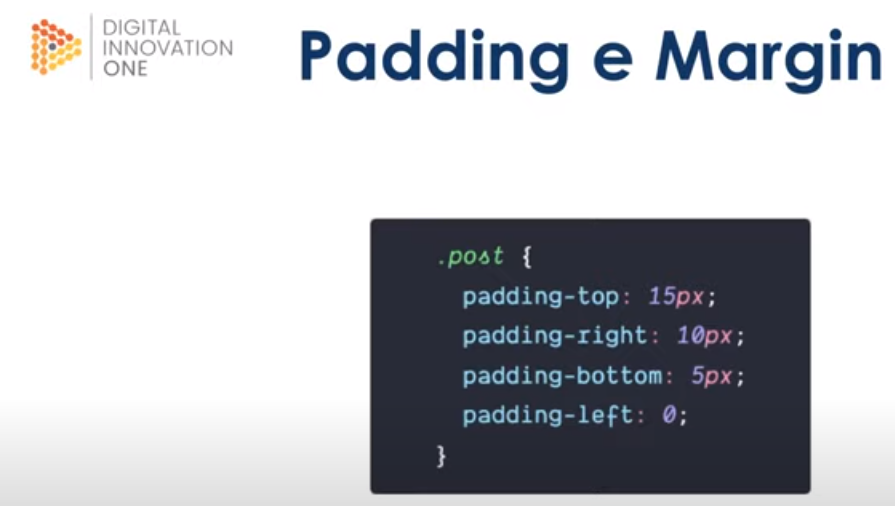 DIGITAL
INNOVATION
ONE
Padding e Margin
.post {
padding-top: 15px;
padding-right: 10px;
padding-bottom: 5px;
padding-left: 0;
}